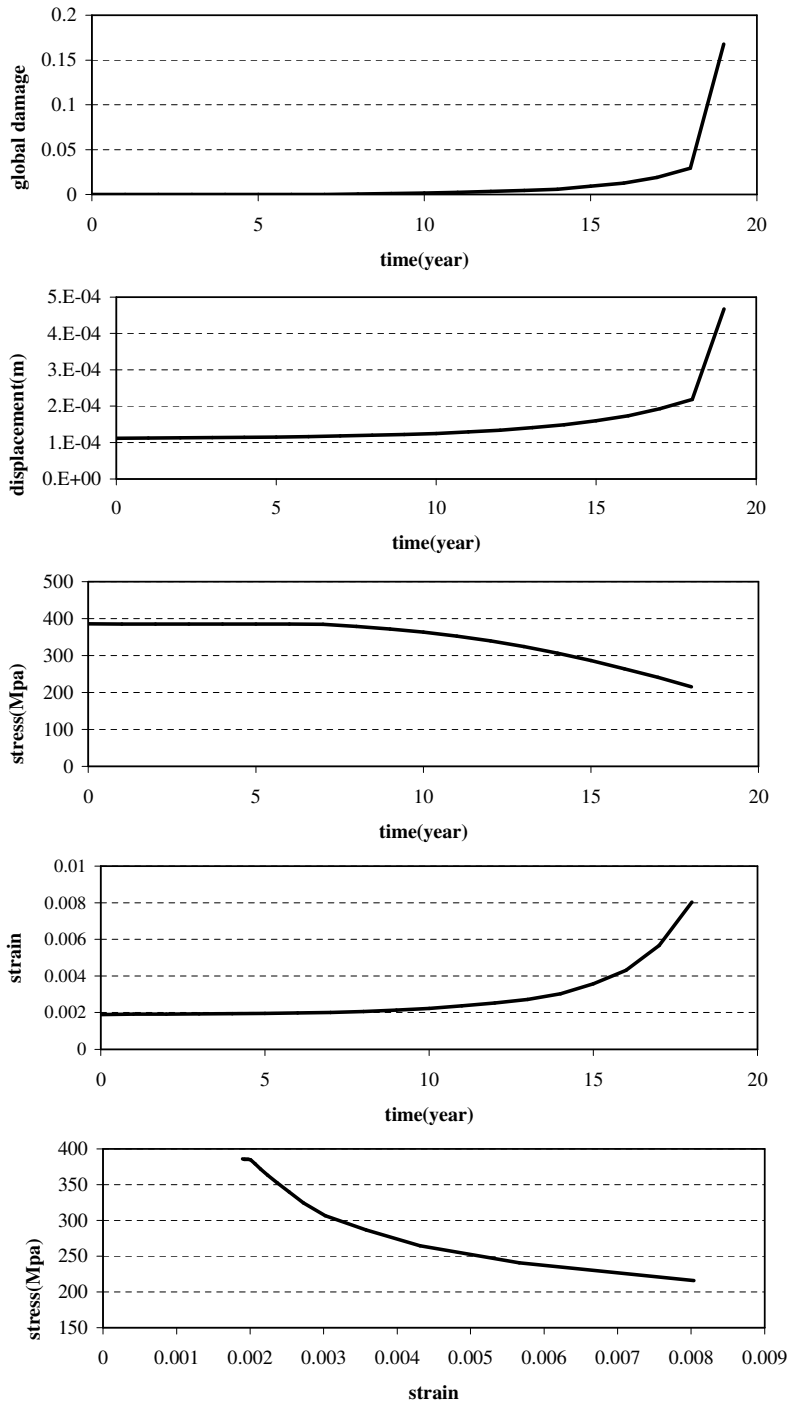 0.2
0.15
0.1
0.05
0
global damage
0 5 10 15 20
time(year)
5.E-04
4.E-04
3.E-04
2.E-04
1.E-04
0.E+00
displacement(m)
0 5 10 15 20
time(year)
500
400
300
200
100
0
stress(Mpa)
0 5 10 15 20
time(year)
0.01
0.008
0.006
0.004
0.002
0
strain
0 5 10 15 20
time(year)
400
350
300
250
200
150
stress(Mpa)
0 0.001 0.002 0.003 0.004 0.005 0.006 0.007 0.008 0.009
strain